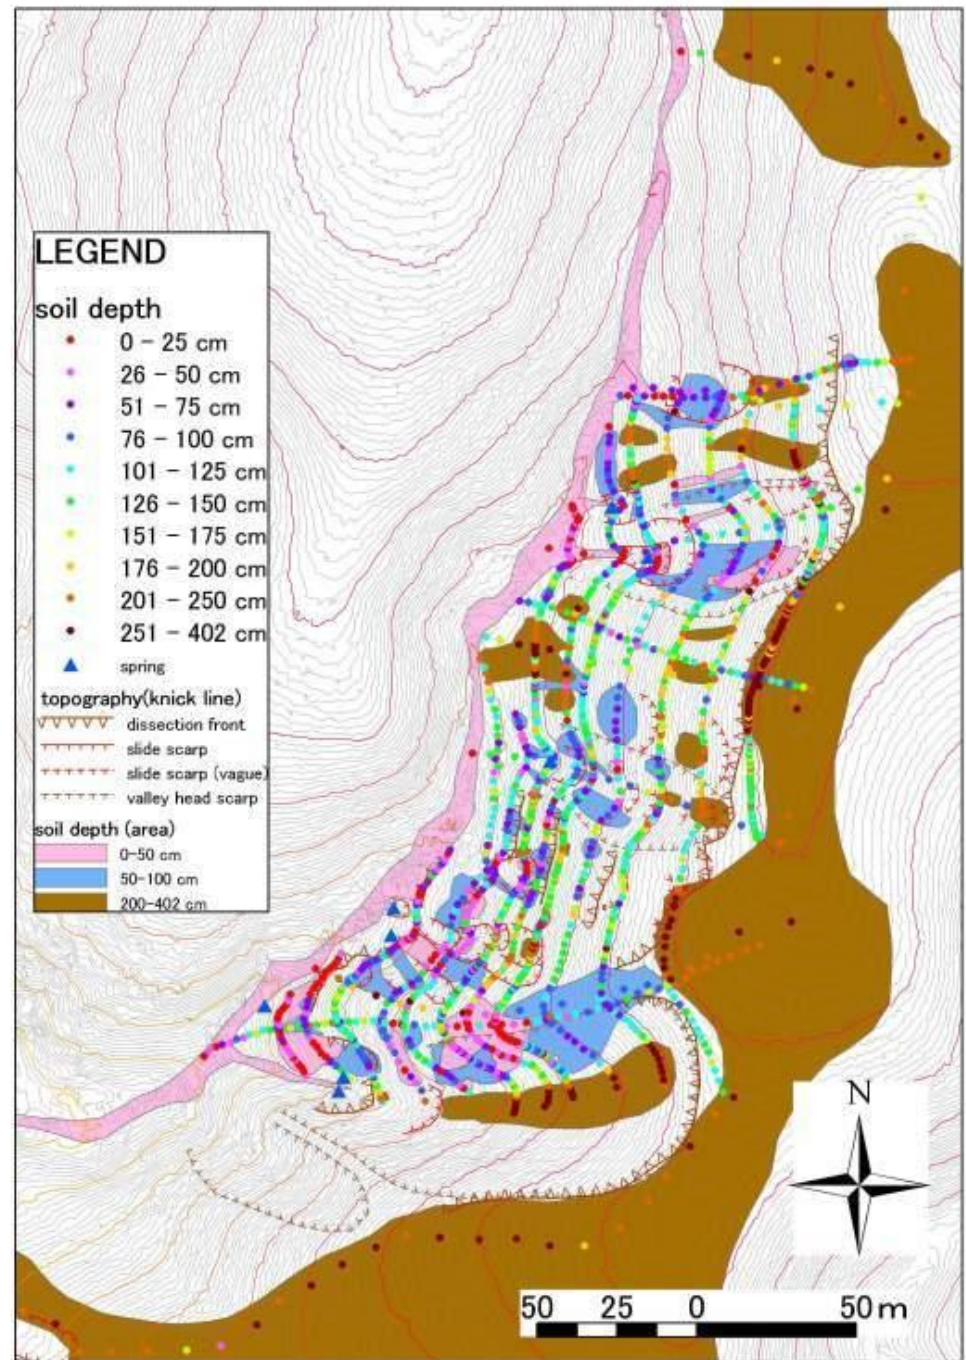 LEGEND
soil depth
0 - 25 cm
26 - 50 cm
51 - 75 cm
76 - 100 cm
101 - 125 cm
126 - 150 cm
151 - 175 cm
176 - 200 cm
201 - 250 cm
251 - 402 cm
spring
topography(knick line)
dissection front
slide scarp
slide scarp (vague)
valley head scarp
soil depth (area)
0-50 cm
50-100 cm
200-402 cm
N
50 25 0 50 m